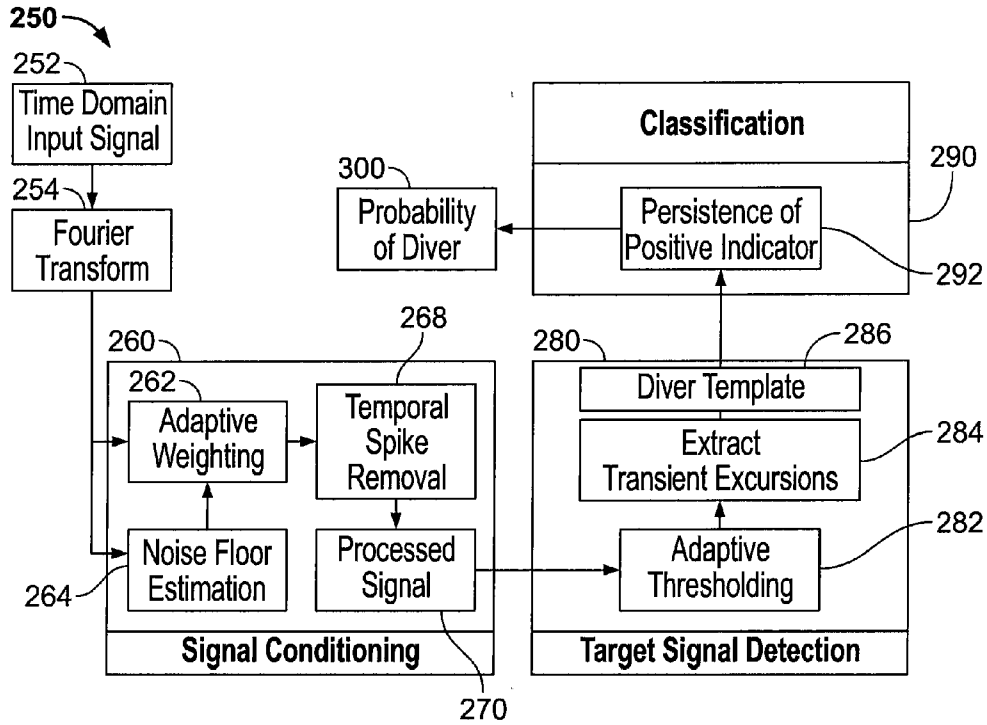 250
252
Time Domain
Input Signal
254
Fourier
Transform
260
262
Adaptive
Weighting
264
Noise Floor
Estimation
268
Temporal
Spike
Removal
Processed
Signal
270
Signal Conditioning
280
282
Adaptive
Thresholding
284
Extract
Transient Excursions
286
Diver Template
Target Signal Detection
Classification
290
Persistence of
Positive Indicator
292
300
Probability
of Diver